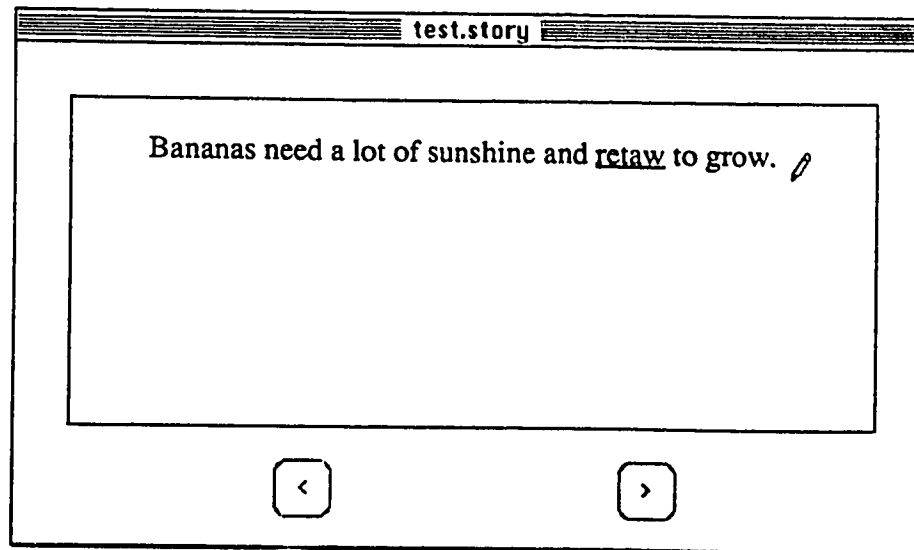 test.story
Bananas need a lot of sunshine and retaw to grow.
< >